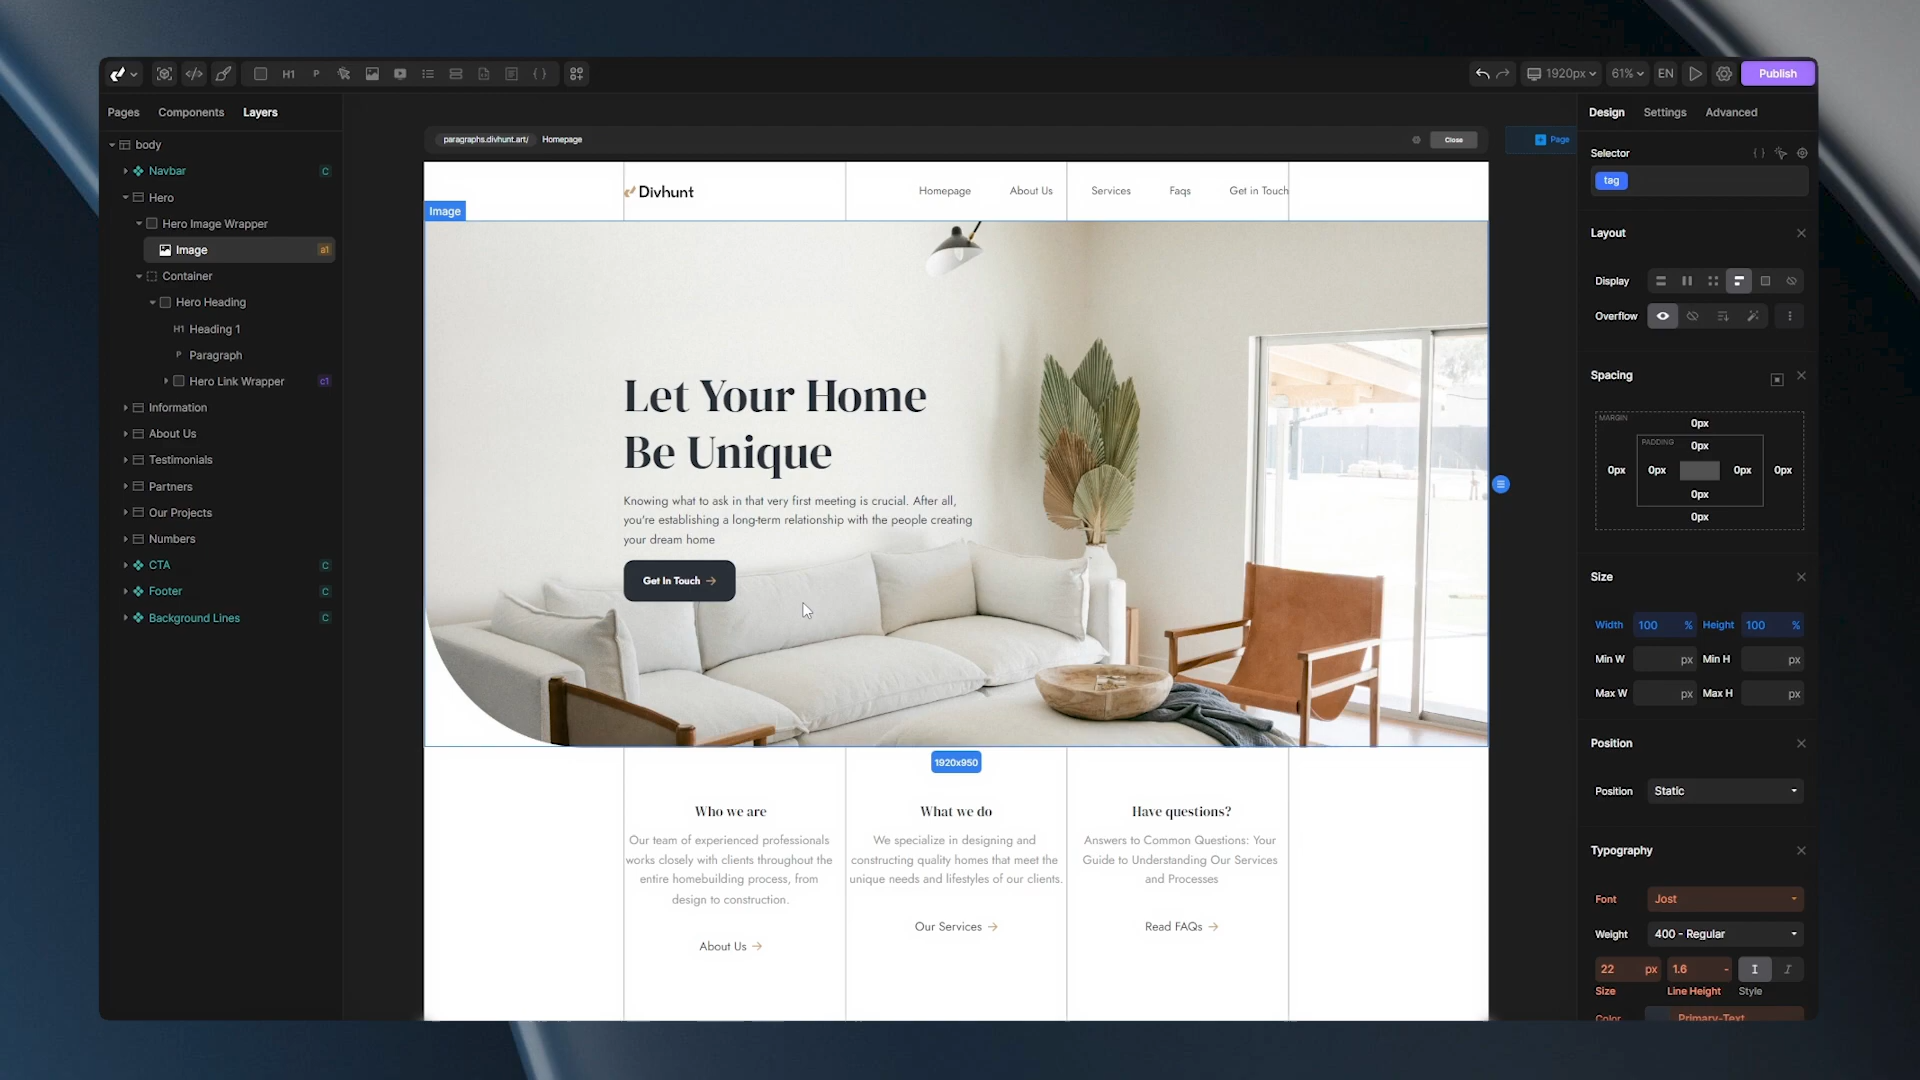 H1
P
1920px
61%
EN
Publish
Pages
Components
Layers
body
Navbar
C
Hero
Hero Image Wrapper
Image
a1
Container
Hero Heading
H1
Heading 1
P
Paragraph
Hero Link Wrapper
c1
Information
About Us
Testimonials
Partners
Our Projects
Numbers
CTA
C
Footer
C
Background Lines
C
paragraphs.divhunt.art/
Homepage
Close
Page
Divhunt
Homepage
About Us
Services
Faqs
Get in Touch
Image
Let Your Home
Be Unique
Knowing what to ask in that very first meeting is crucial. After all,
you're establishing a long-term relationship with the people creating
your dream home
Get In Touch →
1920x950
Who we are
Our team of experienced professionals
works closely with clients throughout the
entire homebuilding process, from
design to construction.
About Us →
What we do
We specialize in designing and
constructing quality homes that meet the
unique needs and lifestyles of our clients.
Our Services →
Have questions?
Answers to Common Questions: Your
Guide to Understanding Our Services
and Processes
Read FAQs →
Design
Settings
Advanced
Selector
{ }
tag
Layout
Display
Overflow
Spacing
MARGIN
0px
PADDING
0px
0px
0px
0px
0px
0px
0px
Size
Width
100
%
Height
100
%
Min W
px
Min H
px
Max W
px
Max H
px
Position
Position
Static
Typography
Font
Jost
Weight
400 - Regular
22
px
1.6
-
I
I
Size
Line Height
Style
Color
Primary-Text